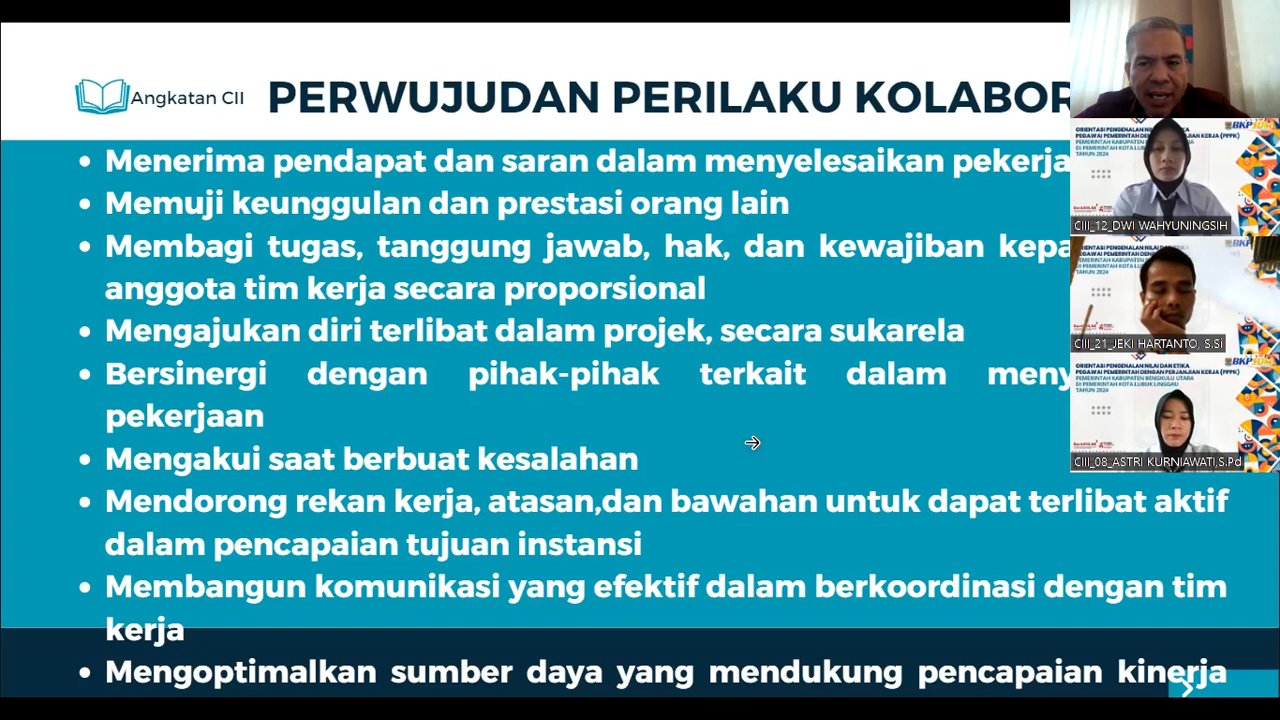 Angkatan CII
PERWUJUDAN PERILAKU KOLABOR
• Menerima pendapat dan saran dalam menyelesaikan pekerja
• Memuji keunggulan dan prestasi orang lain
• Membagi tugas, tanggung jawab, hak, dan kewajiban kepa
anggota tim kerja secara proporsional
• Mengajukan diri terlibat dalam projek, secara sukarela
• Bersinergi dengan pihak-pihak terkait dalam meny
pekerjaan
• Mengakui saat berbuat kesalahan
• Mendorong rekan kerja, atasan,dan bawahan untuk dapat terlibat aktif
dalam pencapaian tujuan instansi
• Membangun komunikasi yang efektif dalam berkoordinasi dengan tim
kerja
• Mengoptimalkan sumber daya yang mendukung pencapaian kinerja
CIII_12_DWI WAHYUNINGSIH
CIII_21_JEKI HARTANTO. S.Si
ORIENTASI PENGENALAN NILAI DAN ETIKA
PEGAWAI PEMERINTAH DENGAN PERJANJIAN KERJA (PPPK)
PEMERINTAH KABUPATEN BENGKULU UTARA
DI PEMERINTAH KOTA LUBUK LINGGAU
TAHUN 2024
CIII_08_ASTRI KURNIAWATI,S.Pd